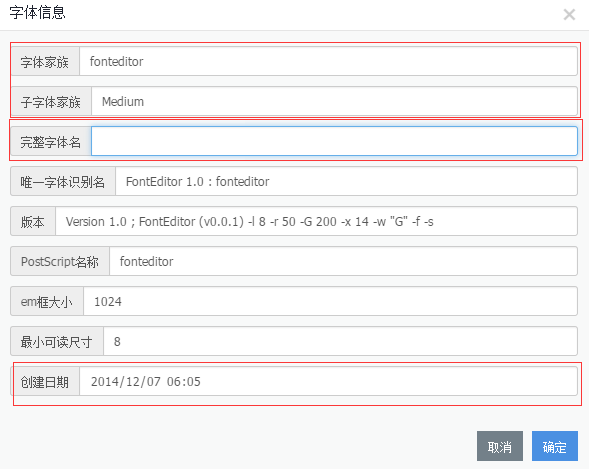 字体信息
×
字体家族 fonteditor
子字体家族 Medium
完整字体名
唯一字体识别名 FontEditor 1.0 : fonteditor
版本 Version 1.0 ; FontEditor (v0.0.1) -l 8 -r 50 -G 200 -x 14 -w "G" -f -s
PostScript名称 fonteditor
em框大小 1024
最小可读尺寸 8
创建日期 2014/12/07 06:05
取消 确定